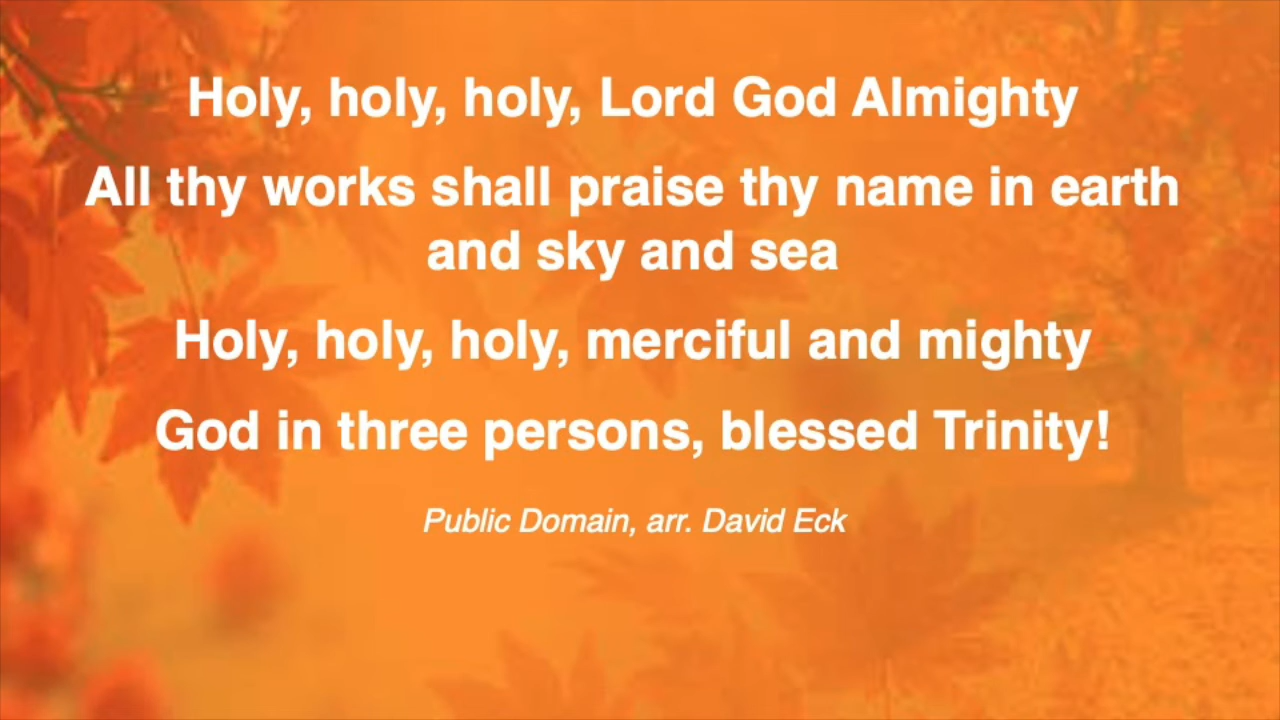 Holy, holy, holy, Lord God Almighty
All thy works shall praise thy name in earth
and sky and sea
Holy, holy, holy, merciful and mighty
God in three persons, blessed Trinity!
Public Domain, arr. David Eck